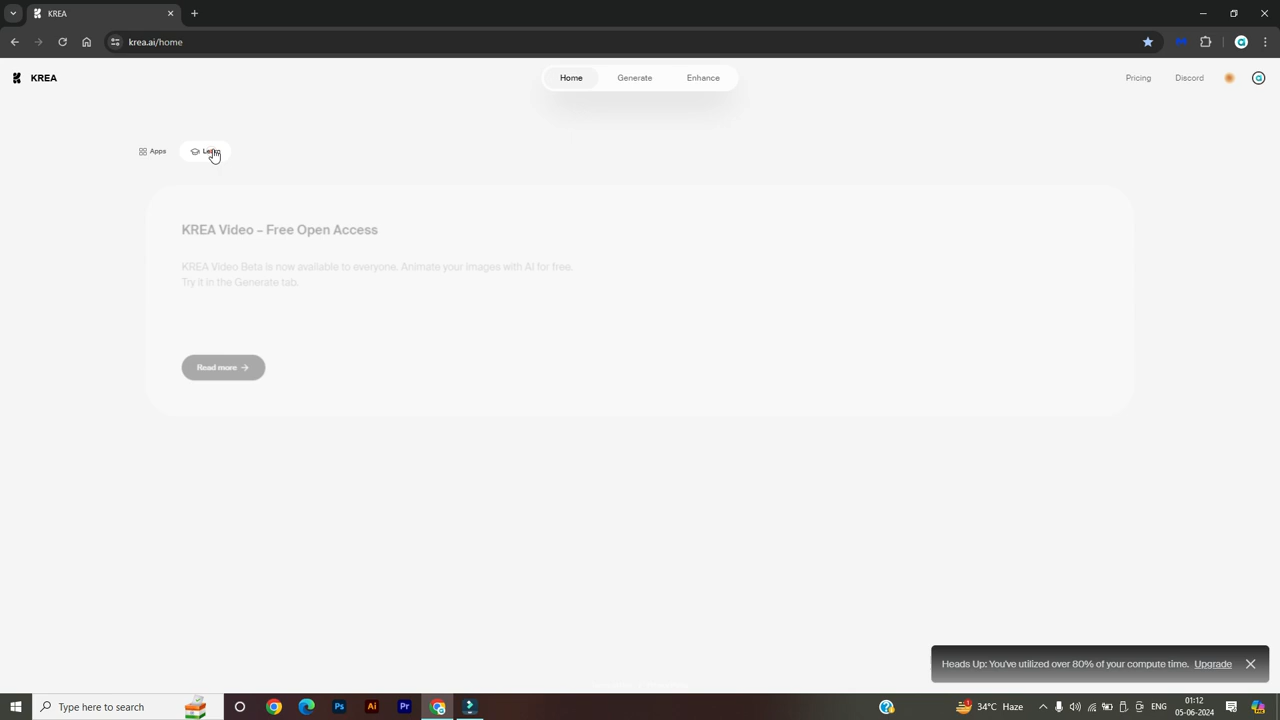 KREA
krea.ai/home
KREA
Home
Generate
Enhance
Pricing
Discord
Apps
KREA Video – Free Open Access
KREA Video Beta is now available to everyone. Animate your images with AI for free.
Try it in the Generate tab.
Read more →
Heads Up: You've utilized over 80% of your compute time. Upgrade
Type here to search
Ps
Ai
Pr
34°C Haze
ENG
01:12
05-06-2024